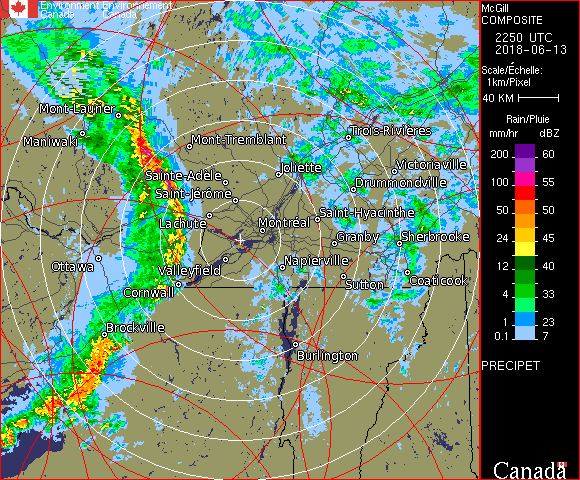 Environment Environnement
Canada Canada
McGill
COMPOSITE
2250 UTC
2018-06-13
Scale/Échelle:
1km/Pixel
40 KM
Rain/Pluie
mm/hr dBZ
200 60
100 55
50 50
24 45
12 40
4 33
1 23
0.1 7
PRECIPET
Canada
Mont-Laurier
Maniwaki
Mont-Tremblant
Trois-Rivières
Joliette
Victoriaville
Sainte-Adèle
Drummondville
Saint-Jérôme
Saint-Hyacinthe
Lachute
Montréal
Granby
Sherbrooke
Ottawa
Valleyfield
Napierville
Sutton
Coaticook
Cornwall
Brockville
Burlington